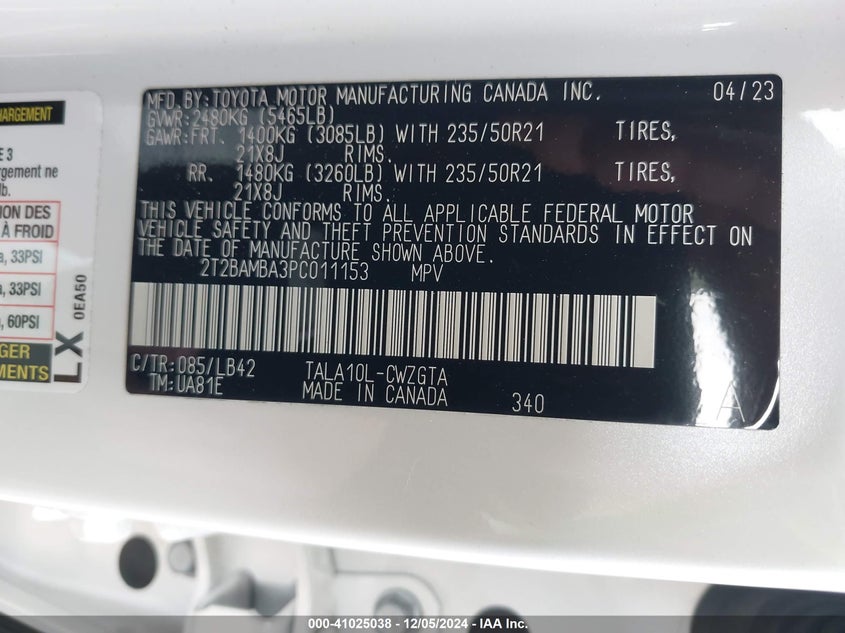 HARGEMENT
E 3
rgement ne
lb.
ION DES
À FROID
a, 33PSI
a, 33PSI
a, 60PSI
GER
EMENTS
LX
0EA50
MFD.BY:TOYOTA MOTOR MANUFACTURING CANADA INC. 04/23
GVWR:2480KG (5465LB)
GAWR:FRT. 1400KG (3085LB) WITH 235/50R21 TIRES,
21X8J RIMS.
RR. 1480KG (3260LB) WITH 235/50R21 TIRES,
21X8J RIMS.
THIS VEHICLE CONFORMS TO ALL APPLICABLE FEDERAL MOTOR
VEHICLE SAFETY AND THEFT PREVENTION STANDARDS IN EFFECT ON
THE DATE OF MANUFACTURE SHOWN ABOVE.
2T2BAMBA3PC011153 MPV
C/TR:085/LB42 TALA10L-CWZGTA
TM:UA81E MADE IN CANADA 340 A
000-41025038 - 12/05/2024 - IAA Inc.